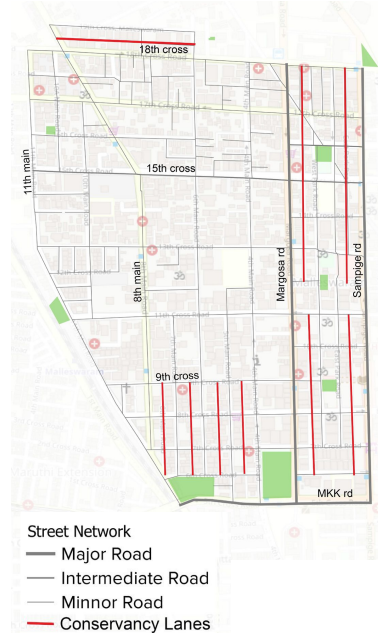 18th cross
15th cross
11th main
8th main
Margosa rd
Sampige rd
9th cross
MKK rd
Street Network
Major Road
Intermediate Road
Minnor Road
Conservancy Lanes